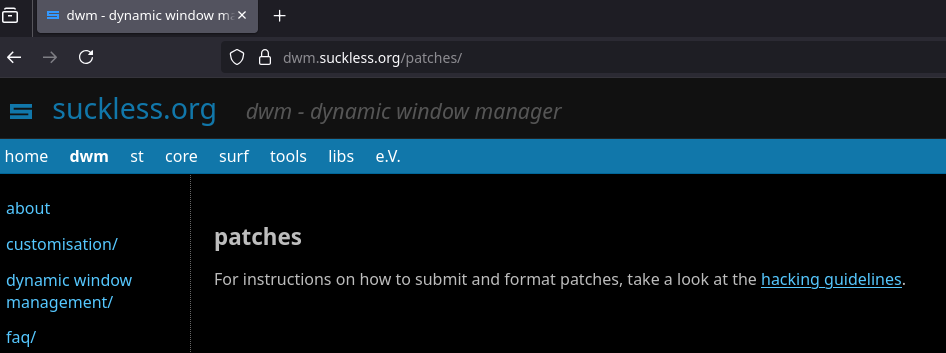 dwm - dynamic window ma
dwm.suckless.org/patches/
suckless.org dwm - dynamic window manager
home dwm st core surf tools libs e.V.
about
customisation/
dynamic window
management/
faq/
patches
For instructions on how to submit and format patches, take a look at the hacking guidelines.